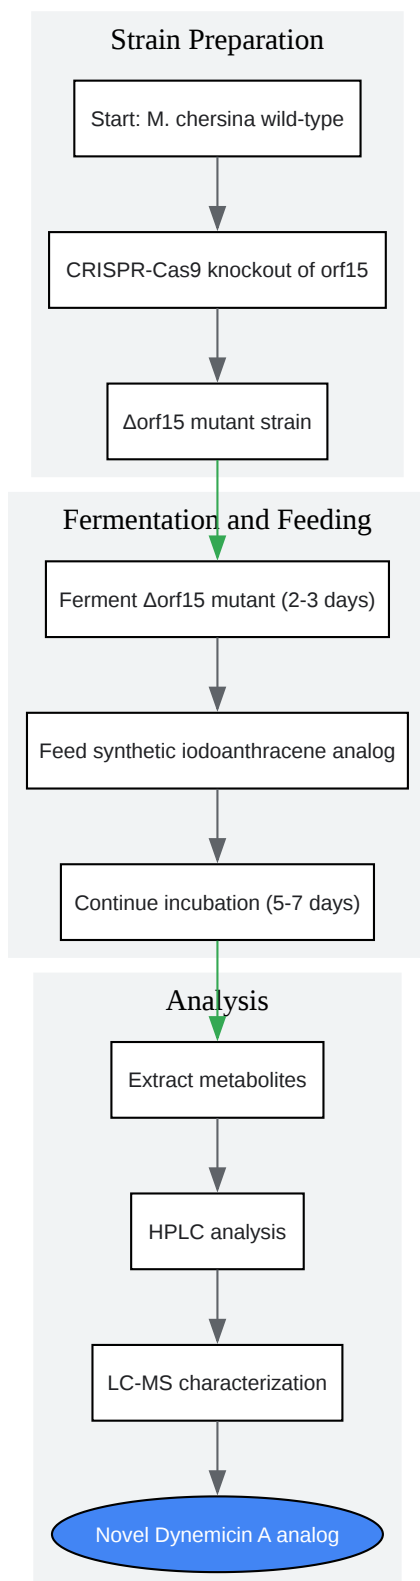 Strain Preparation
Start: M. chersina wild-type
CRISPR-Cas9 knockout of orf15
Δorf15 mutant strain
Fermentation and Feeding
Ferment Δorf15 mutant (2-3 days)
Feed synthetic iodoanthracene analog
Continue incubation (5-7 days)
Analysis
Extract metabolites
HPLC analysis
LC-MS characterization
Novel Dynemicin A analog